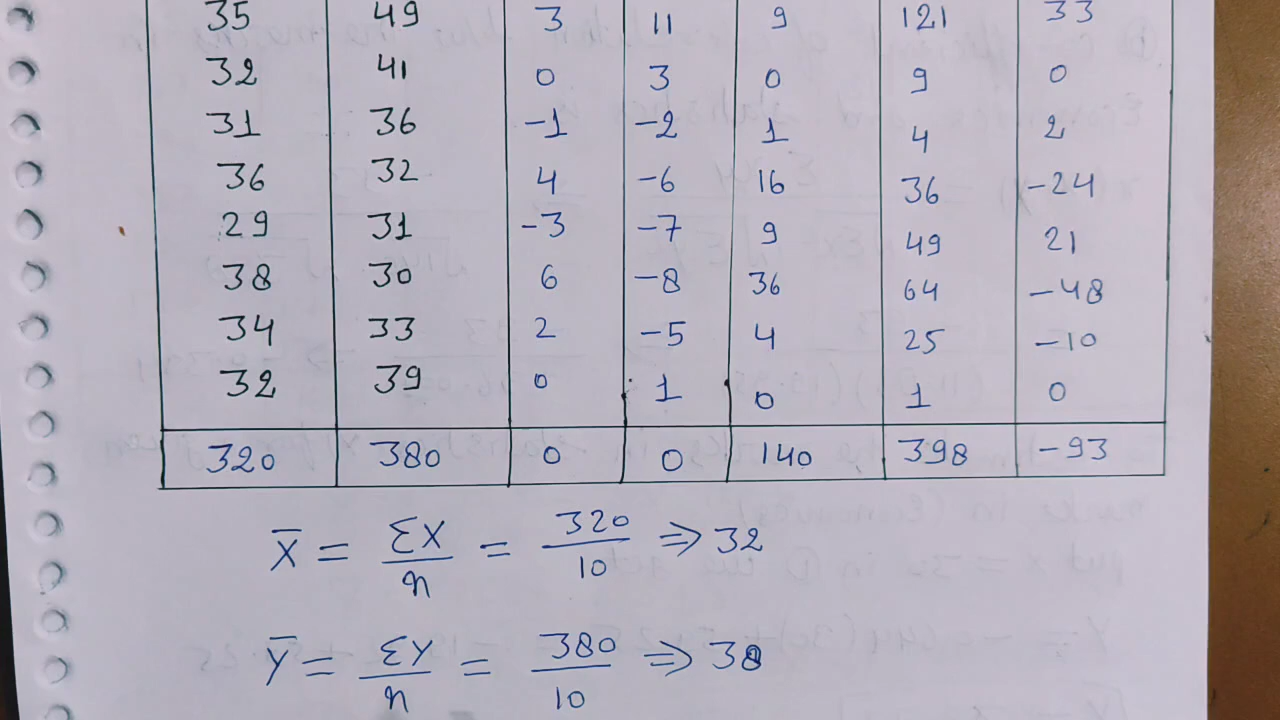 35 49 3 11 9 121 33
32 41 0 3 0 9 0
31 36 -1 -2 1 4 2
36 32 4 -6 16 36 -24
29 31 -3 -7 9 49 21
38 30 6 -8 36 64 -48
34 33 2 -5 4 25 -10
32 39 0 1 0 1 0
320 380 0 0 140 398 -93
X̄ = ΣX/n = 320/10 ⇒ 32
Ȳ = ΣY/n = 380/10 ⇒ 38